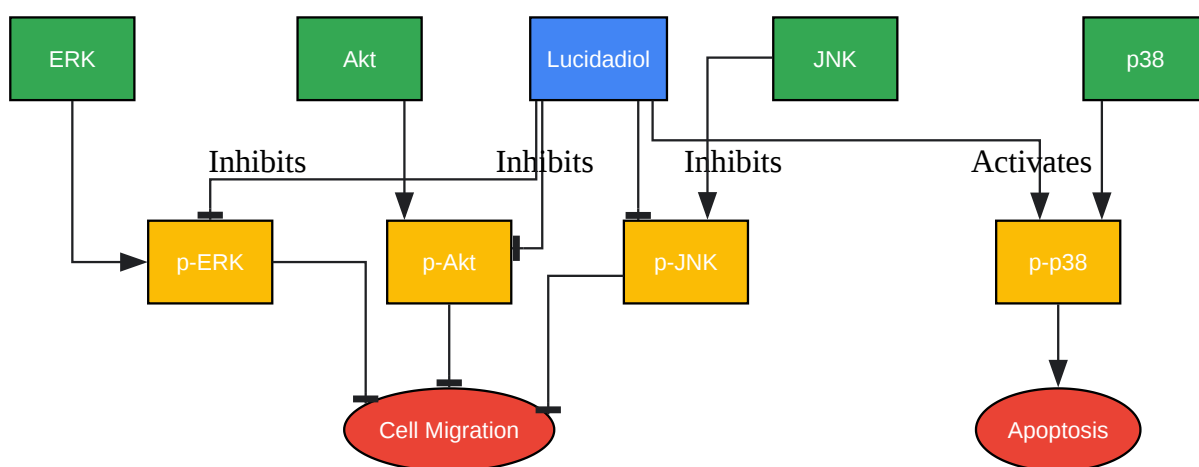 ERK
Akt
Lucidadiol
JNK
p38
Inhibits
Inhibits
Inhibits
Activates
p-ERK
p-Akt
p-JNK
p-p38
Cell Migration
Apoptosis